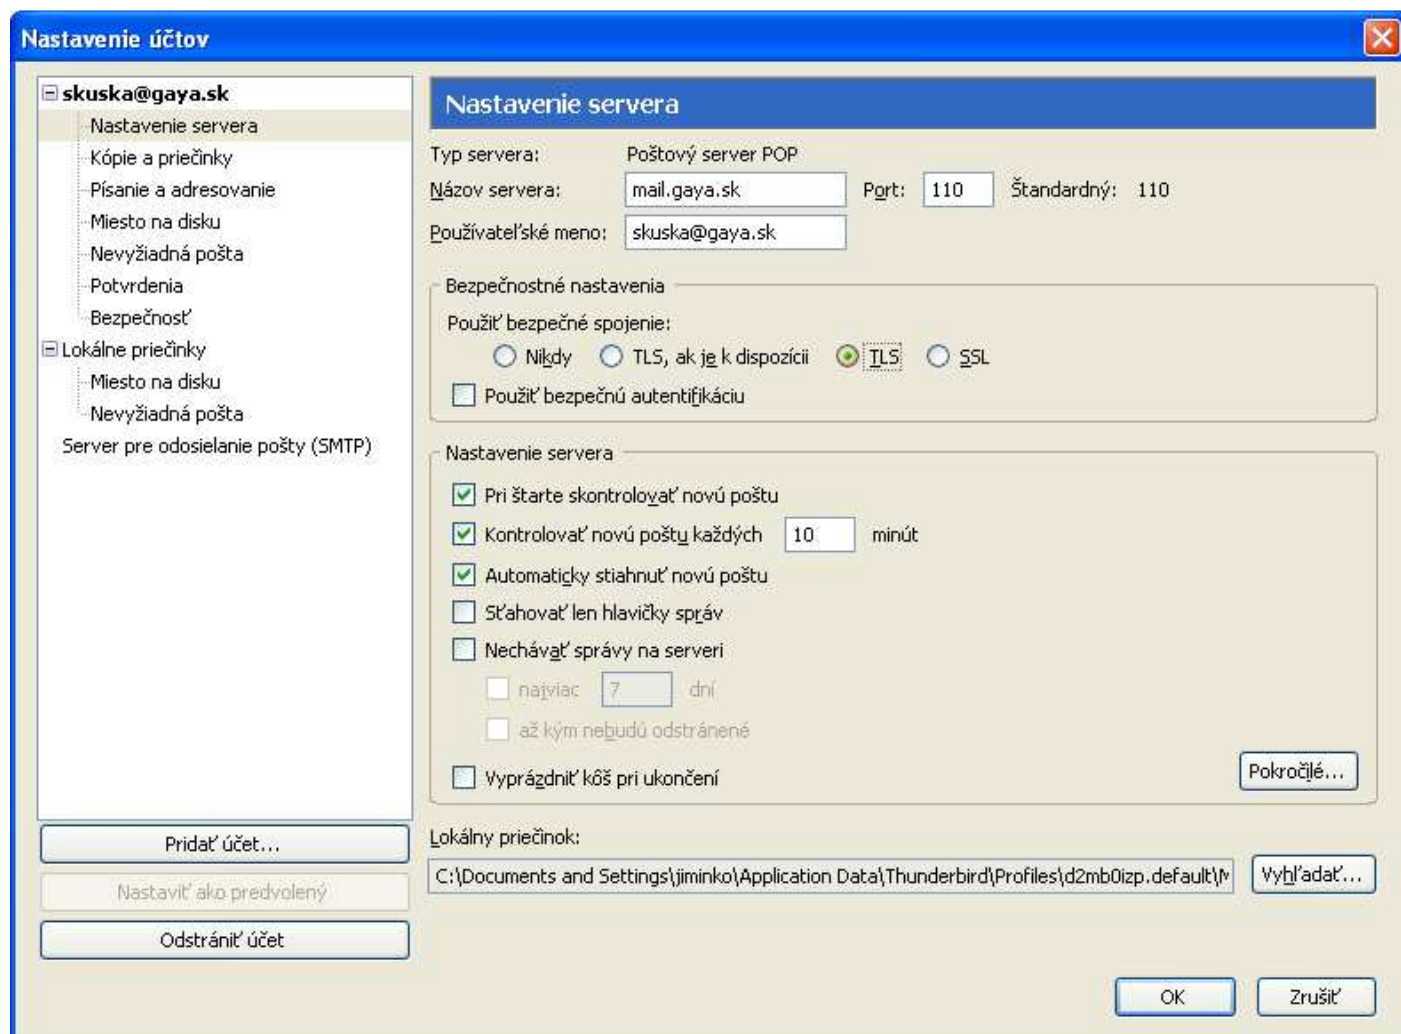 Nastavenie účtov
skuska@gaya.sk
Nastavenie servera
Kópie a priečinky
Písanie a adresovanie
Miesto na disku
Nevyžiadná pošta
Potvrdenia
Bezpečnosť
Lokálne priečinky
Miesto na disku
Nevyžiadná pošta
Server pre odosielanie pošty (SMTP)
Pridať účet...
Nastaviť ako predvolený
Odstrániť účet
Nastavenie servera
Typ servera: Poštový server POP
Názov servera: mail.gaya.sk Port: 110 Štandardný: 110
Používateľské meno: skuska@gaya.sk
Bezpečnostné nastavenia
Použiť bezpečné spojenie:
Nikdy TLS, ak je k dispozícii TLS SSL
Použiť bezpečnú autentifikáciu
Nastavenie servera
Pri štarte skontrolovať novú poštu
Kontrolovať novú poštu každých 10 minút
Automaticky stiahnuť novú poštu
Sťahovať len hlavičky správ
Nechávať správy na serveri
najviac 7 dní
až kým nebudú odstránené
Vyprázdniť kôš pri ukončení
Pokročilé...
Lokálny priečinok:
C:\Documents and Settings\jiminko\Application Data\Thunderbird\Profiles\d2mb0izp.default\M Vyhľadať...
OK Zrušiť